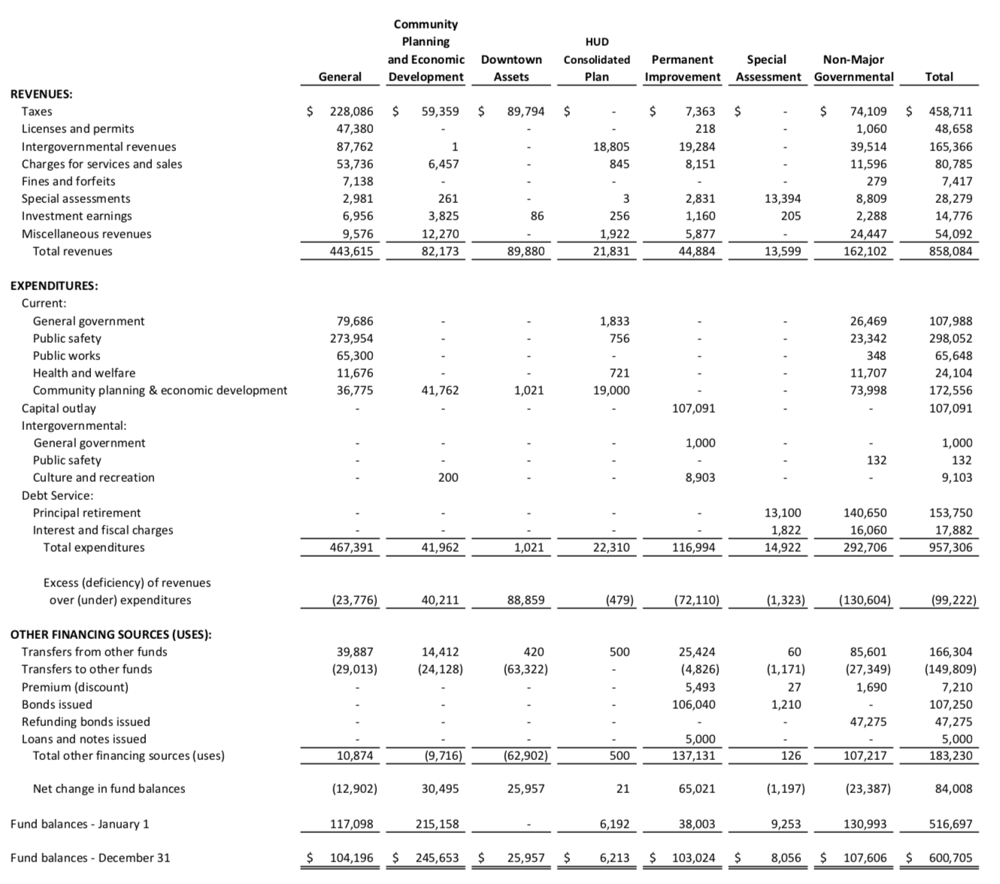 Community
Planning HUD
and Economic Downtown Consolidated Permanent Special Non-Major
General Development Assets Plan Improvement Assessment Governmental Total
REVENUES:
Taxes $ 228,086 $ 59,359 $ 89,794 $ - $ 7,363 $ - $ 74,109 $ 458,711
Licenses and permits 47,380 - - - 218 - 1,060 48,658
Intergovernmental revenues 87,762 1 - 18,805 19,284 - 39,514 165,366
Charges for services and sales 53,736 6,457 - 845 8,151 - 11,596 80,785
Fines and forfeits 7,138 - - - - - 279 7,417
Special assessments 2,981 261 - 3 2,831 13,394 8,809 28,279
Investment earnings 6,956 3,825 86 256 1,160 205 2,288 14,776
Miscellaneous revenues 9,576 12,270 - 1,922 5,877 - 24,447 54,092
Total revenues 443,615 82,173 89,880 21,831 44,884 13,599 162,102 858,084
EXPENDITURES:
Current:
General government 79,686 - - 1,833 - - 26,469 107,988
Public safety 273,954 - - 756 - - 23,342 298,052
Public works 65,300 - - - - - 348 65,648
Health and welfare 11,676 - - 721 - - 11,707 24,104
Community planning & economic development 36,775 41,762 1,021 19,000 - - 73,998 172,556
Capital outlay - - - - 107,091 - - 107,091
Intergovernmental:
General government - - - - 1,000 - - 1,000
Public safety - - - - - - 132 132
Culture and recreation - 200 - - 8,903 - - 9,103
Debt Service:
Principal retirement - - - - - 13,100 140,650 153,750
Interest and fiscal charges - - - - - 1,822 16,060 17,882
Total expenditures 467,391 41,962 1,021 22,310 116,994 14,922 292,706 957,306
Excess (deficiency) of revenues
over (under) expenditures (23,776) 40,211 88,859 (479) (72,110) (1,323) (130,604) (99,222)
OTHER FINANCING SOURCES (USES):
Transfers from other funds 39,887 14,412 420 500 25,424 60 85,601 166,304
Transfers to other funds (29,013) (24,128) (63,322) - (4,826) (1,171) (27,349) (149,809)
Premium (discount) - - - - 5,493 27 1,690 7,210
Bonds issued - - - - 106,040 1,210 - 107,250
Refunding bonds issued - - - - - - 47,275 47,275
Loans and notes issued - - - - 5,000 - - 5,000
Total other financing sources (uses) 10,874 (9,716) (62,902) 500 137,131 126 107,217 183,230
Net change in fund balances (12,902) 30,495 25,957 21 65,021 (1,197) (23,387) 84,008
Fund balances - January 1 117,098 215,158 - 6,192 38,003 9,253 130,993 516,697
Fund balances - December 31 $ 104,196 $ 245,653 $ 25,957 $ 6,213 $ 103,024 $ 8,056 $ 107,606 $ 600,705